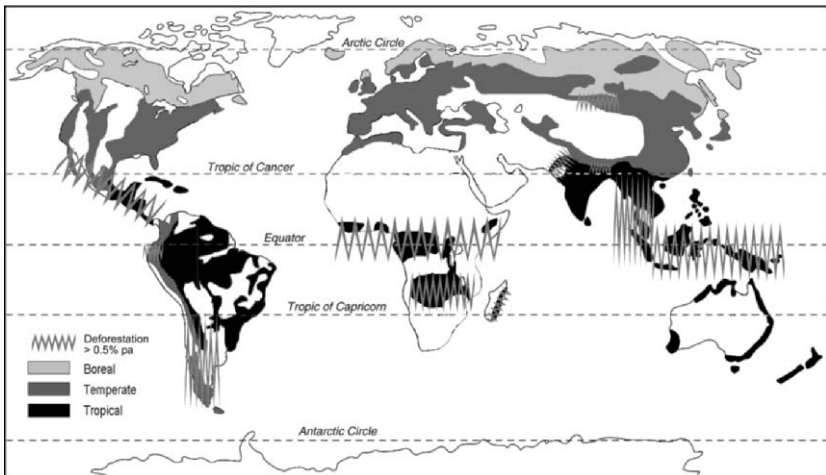 Arctic Circle
Tropic of Cancer
Equator
Tropic of Capricorn
Deforestation
> 0.5% pa
Boreal
Temperate
Tropical
Antarctic Circle